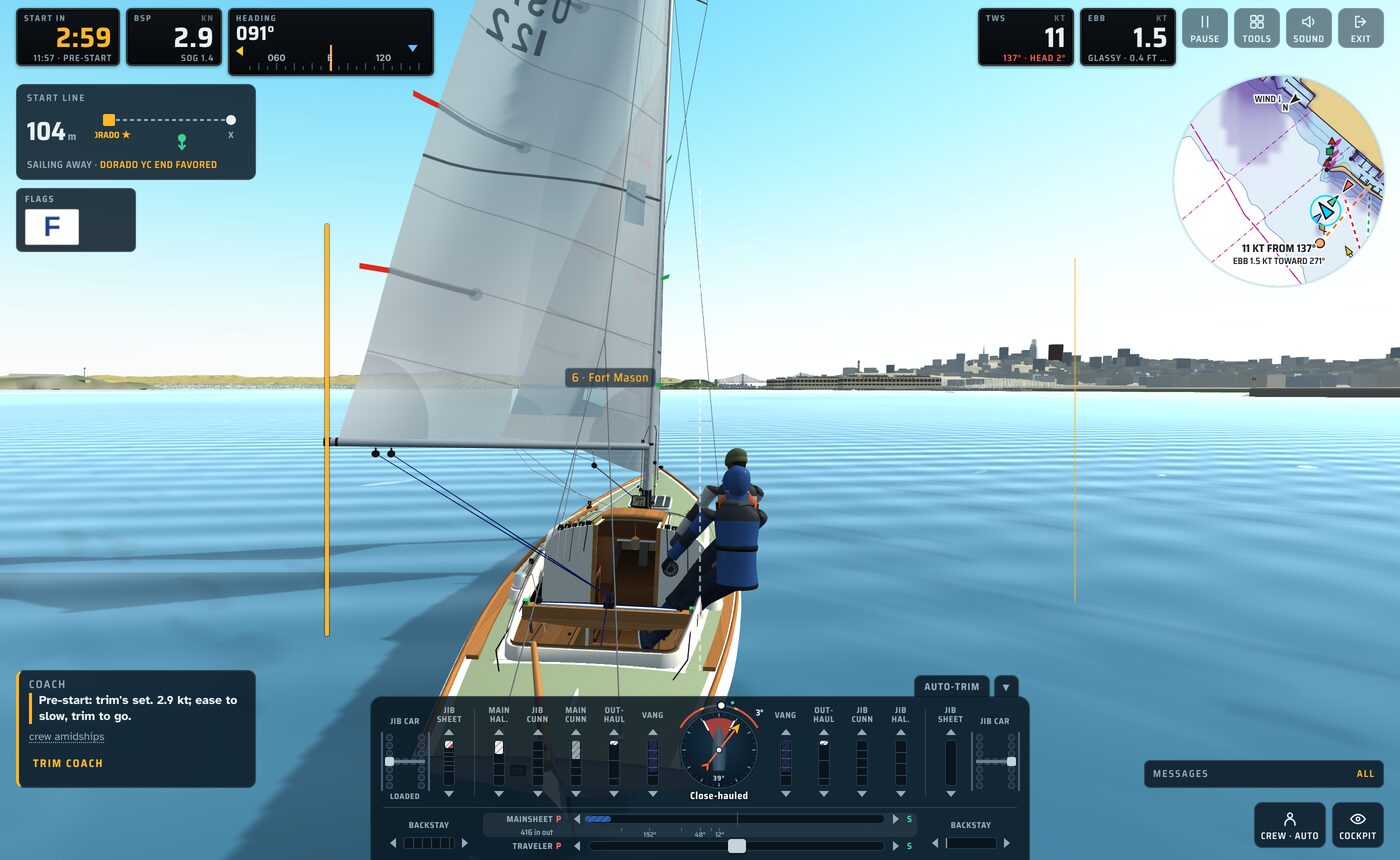 START IN
2:59
11:57 · PRE-START
BSP KN
2.9
SOG 1.4
HEADING
091°
060 E 120
TWS KT
11
137° · HEAD 2°
EBB KT
1.5
GLASSY · 0.4 FT ...
PAUSE
TOOLS
SOUND
EXIT
START LINE
104 m
ORADO ★
X
SAILING AWAY · DORADO YC END FAVORED
FLAGS
F
12
WIND
N
11 KT FROM 137°
EBB 1.5 KT TOWARD 271°
6 · Fort Mason
COACH
Pre-start: trim's set. 2.9 kt; ease to
slow, trim to go.
crew amidships
TRIM COACH
AUTO-TRIM
▼
JIB CAR
LOADED
JIB SHEET
MAIN HAL.
JIB CUNN
MAIN CUNN
OUT-HAUL
VANG
3°
39°
Close-hauled
VANG
OUT-HAUL
JIB CUNN
JIB HAL.
JIB SHEET
JIB CAR
BACKSTAY
MAINSHEET P
S
416 in out
192" 48" 12"
TRAVELER P
S
BACKSTAY
MESSAGES
ALL
CREW · AUTO
COCKPIT